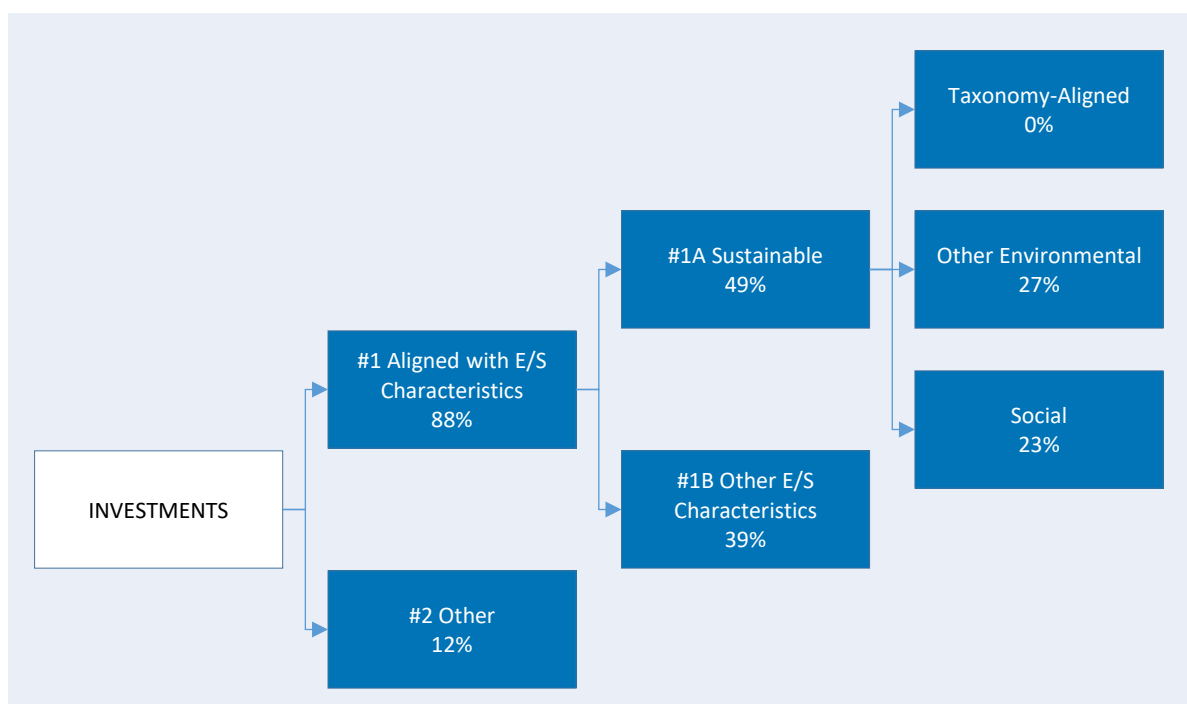 INVESTMENTS
#1 Aligned with E/S
Characteristics
88%
#2 Other
12%
#1A Sustainable
49%
#1B Other E/S
Characteristics
39%
Taxonomy-Aligned
0%
Other Environmental
27%
Social
23%